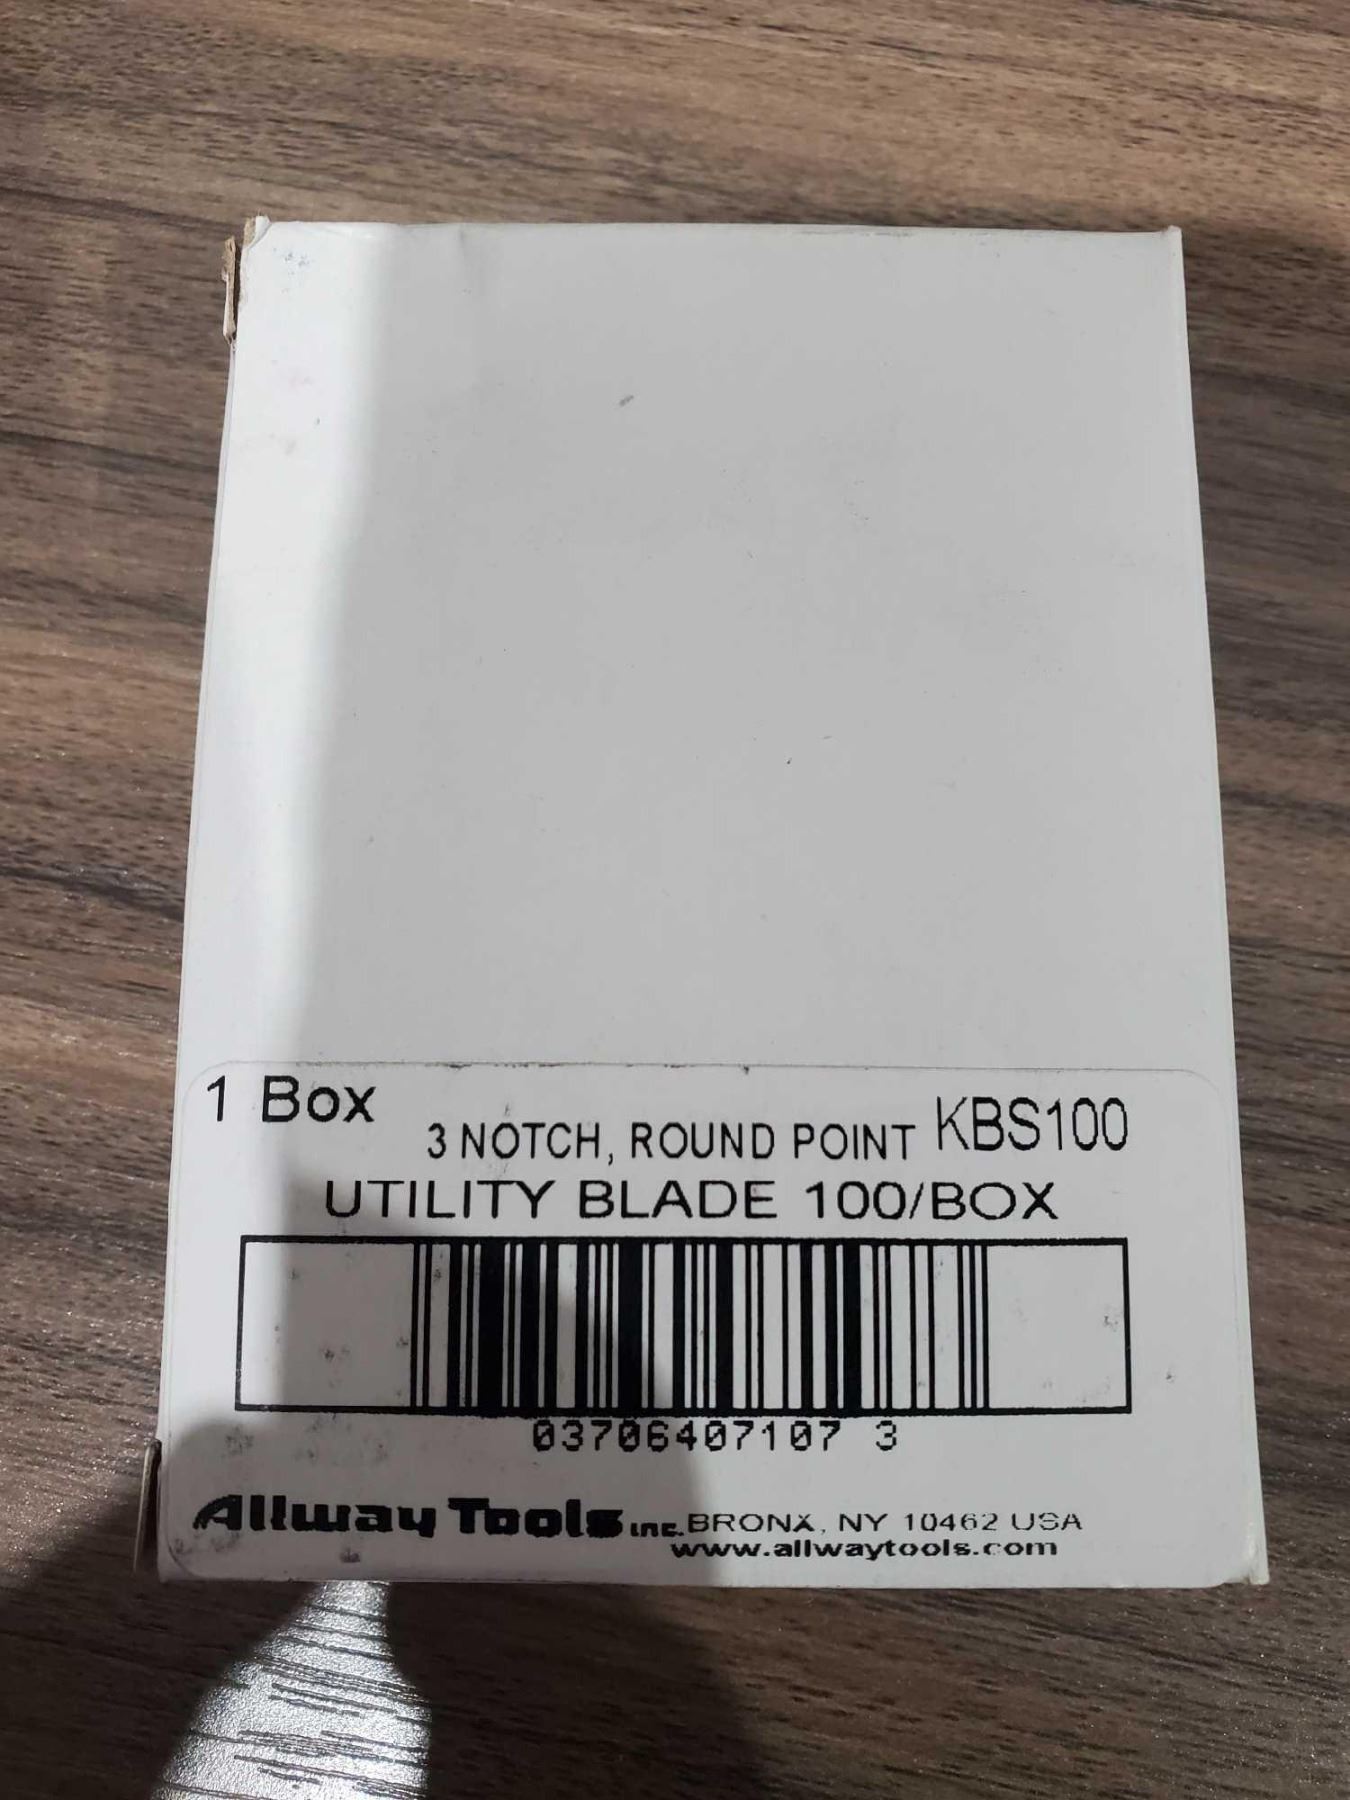 1 Box
3 NOTCH, ROUND POINT KBS100
UTILITY BLADE 100/BOX
03706407107 3
Allway Tools inc. BRONX, NY 10462 USA
www.allwaytools.com